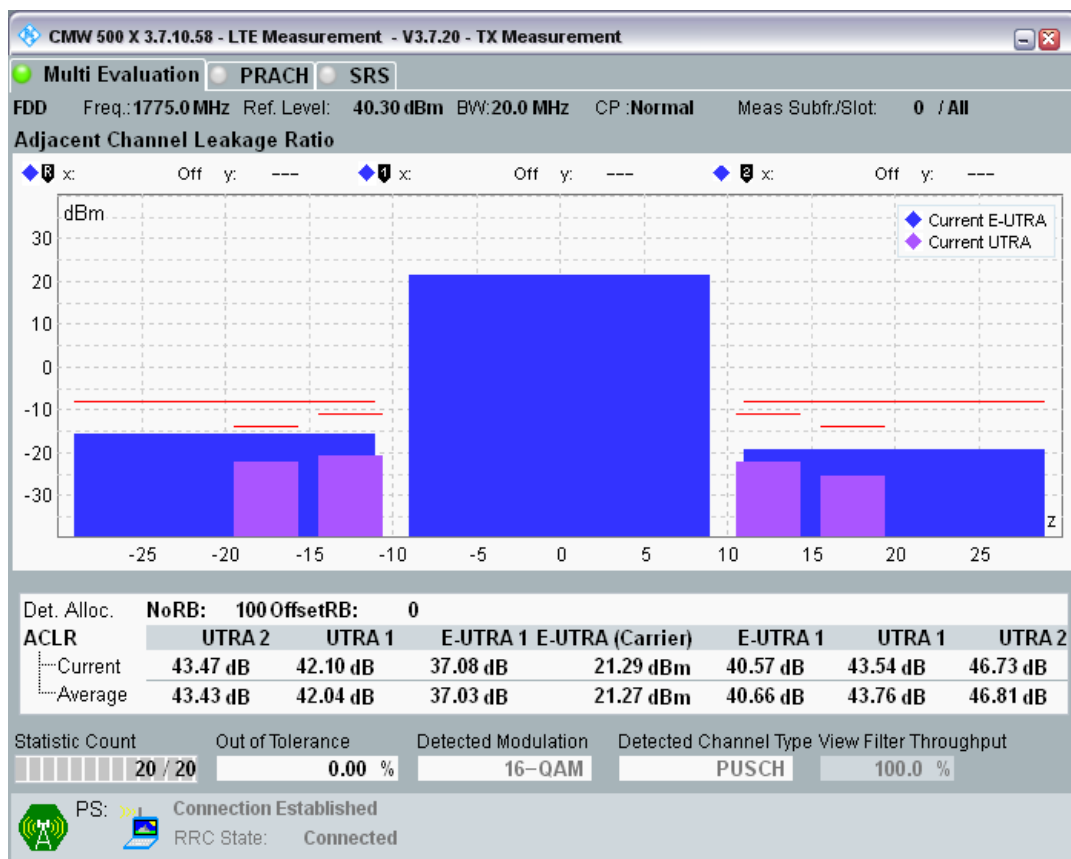 CMW 500 X 3.7.10.58 - LTE Measurement - V3.7.20 - TX Measurement
Multi Evaluation PRACH SRS
FDD Freq.:1775.0 MHz Ref. Level: 40.30 dBm BW:20.0 MHz CP :Normal Meas Subfr./Slot: 0 / All
Adjacent Channel Leakage Ratio
R x: Off y: --- 1 x: Off y: --- 2 x: Off y: ---
dBm
Current E-UTRA
Current UTRA
30
20
10
0
-10
-20
-30
z
-25 -20 -15 -10 -5 0 5 10 15 20 25
Det. Alloc. NoRB: 100 OffsetRB: 0
ACLR UTRA 2 UTRA 1 E-UTRA 1 E-UTRA (Carrier) E-UTRA 1 UTRA 1 UTRA 2
Current 43.47 dB 42.10 dB 37.08 dB 21.29 dBm 40.57 dB 43.54 dB 46.73 dB
Average 43.43 dB 42.04 dB 37.03 dB 21.27 dBm 40.66 dB 43.76 dB 46.81 dB
Statistic Count Out of Tolerance Detected Modulation Detected Channel Type View Filter Throughput
20 / 20 0.00 % 16-QAM PUSCH 100.0 %
PS: Connection Established
RRC State: Connected